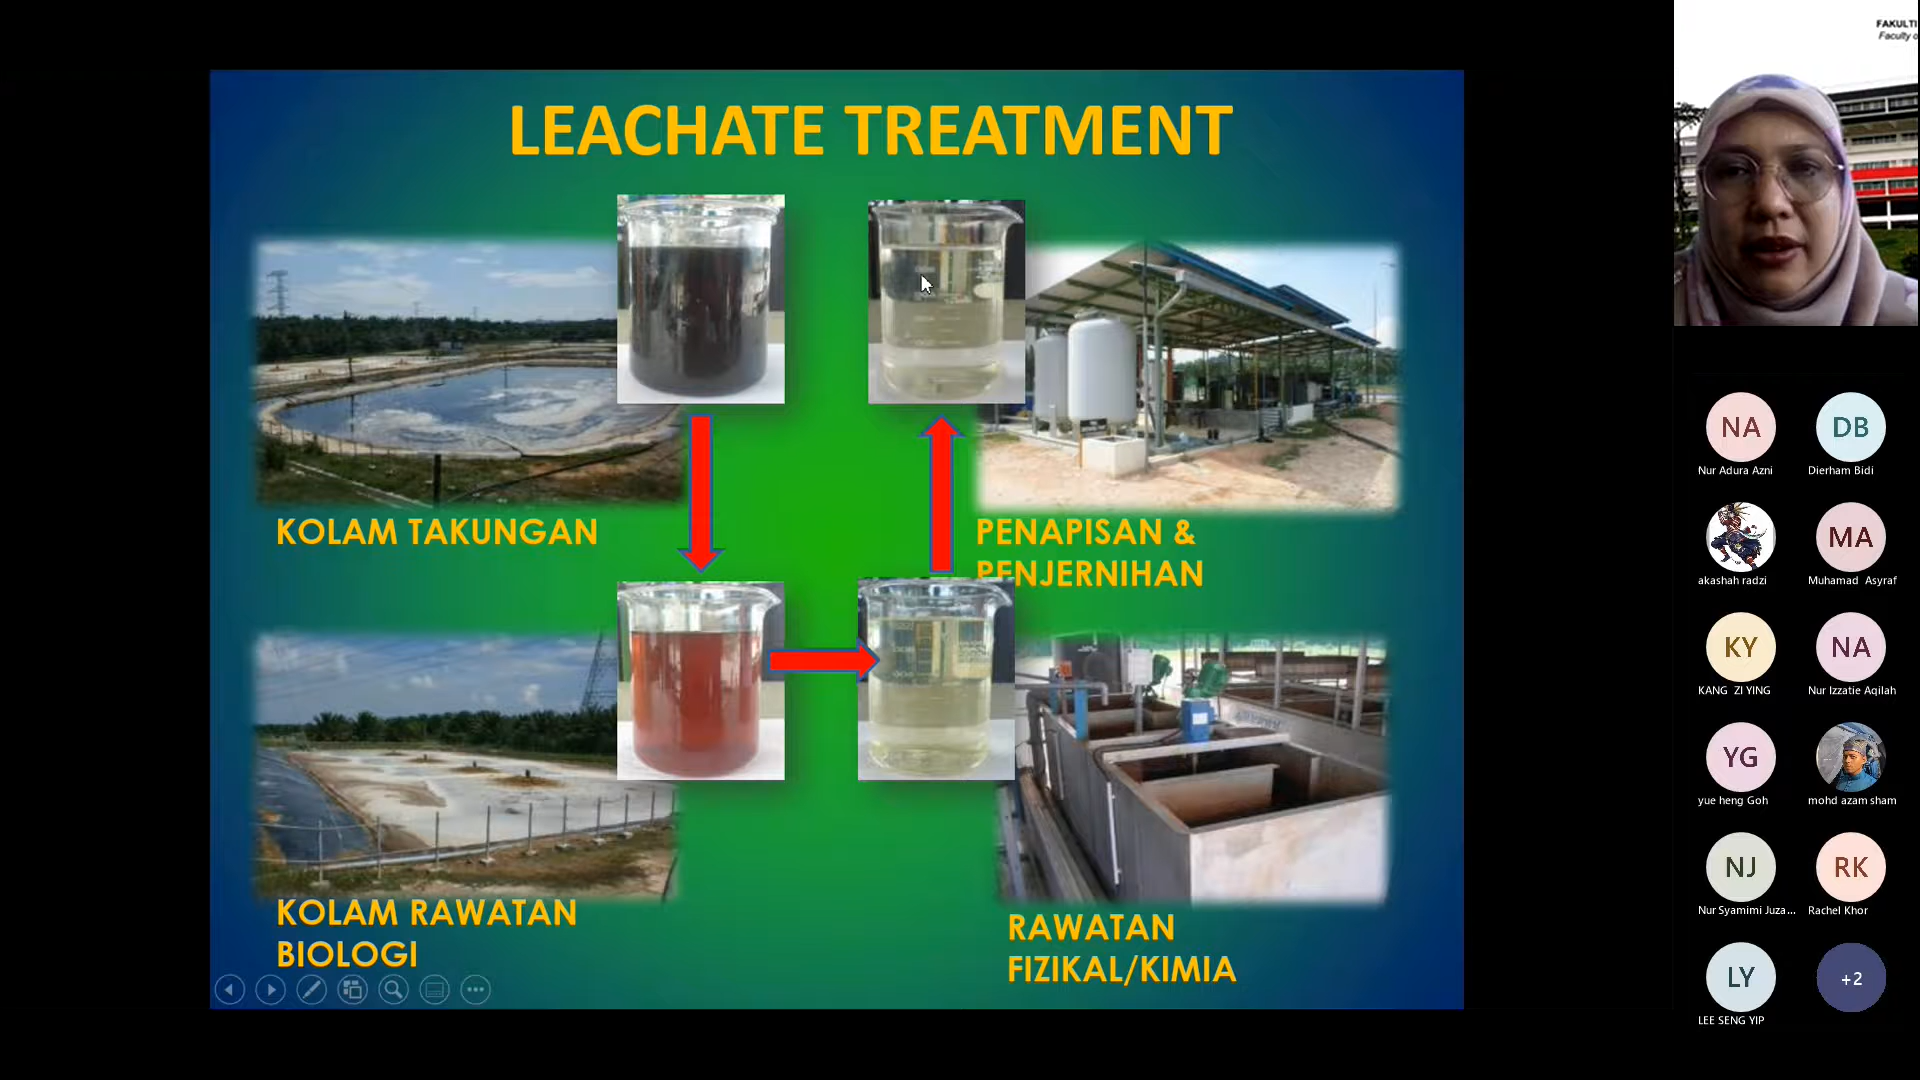 LEACHATE TREATMENT
KOLAM TAKUNGAN
PENAPISAN &
PENJERNIHAN
KOLAM RAWATAN
BIOLOGI
RAWATAN
FIZIKAL/KIMIA
FAKULTI
Faculty o
NA
DB
Nur Adura Azni
Dierham Bidi
MA
akashah radzi
Muhamad Asyraf
KY
NA
KANG ZI YING
Nur Izzatie Aqilah
YG
yue heng Goh
mohd azam sham
NJ
RK
Nur Syamimi Juza...
Rachel Khor
LY
+2
LEE SENG YIP